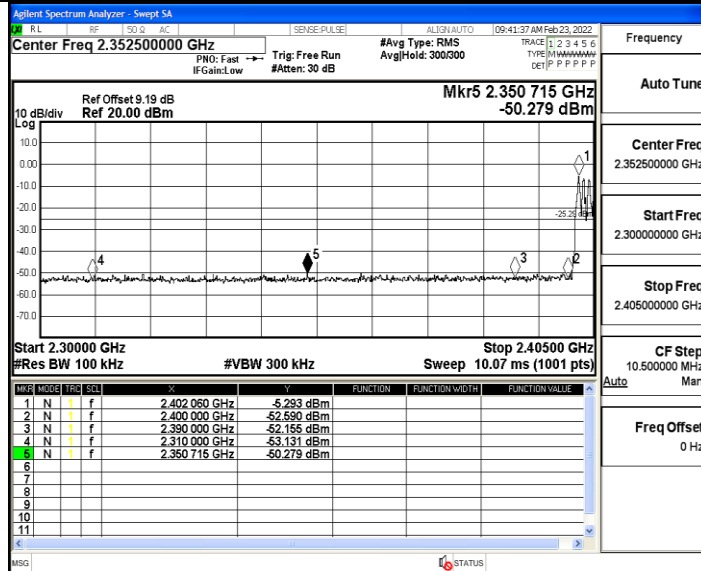 Agilent Spectrum Analyzer - Swept SA
RL RF 50 Ω AC SENSE:PULSE ALIGNAUTO 09:41:37 AM Feb 23, 2022
Center Freq 2.352500000 GHz
PNO: Fast
IFGain:Low
Trig: Free Run
#Atten: 30 dB
#Avg Type: RMS
Avg|Hold: 300/300
TRACE 1 2 3 4 5 6
TYPE M W W W W W
DET P P P P P P
Ref Offset 9.19 dB
Ref 20.00 dBm
10 dB/div
Log
Mkr5 2.350 715 GHz
-50.279 dBm
10.0
0.00
-10.0
-20.0
-30.0
-40.0
-50.0
-60.0
-70.0
1
2
3
4
5
Start 2.30000 GHz
Stop 2.40500 GHz
#Res BW 100 kHz
#VBW 300 kHz
Sweep 10.07 ms (1001 pts)
MKR MODE TRC SCL X Y FUNCTION FUNCTION WIDTH FUNCTION VALUE
1 N 1 f 2.402 060 GHz -5.293 dBm
2 N 1 f 2.400 000 GHz -52.590 dBm
3 N 1 f 2.390 000 GHz -52.155 dBm
4 N 1 f 2.310 000 GHz -53.131 dBm
5 N 1 f 2.350 715 GHz -50.279 dBm
6
7
8
9
10
11
MSG
STATUS
Frequency
Auto Tune
Center Freq
2.352500000 GHz
Start Freq
2.300000000 GHz
Stop Freq
2.405000000 GHz
CF Step
10.500000 MHz
Auto Man
Freq Offset
0 Hz